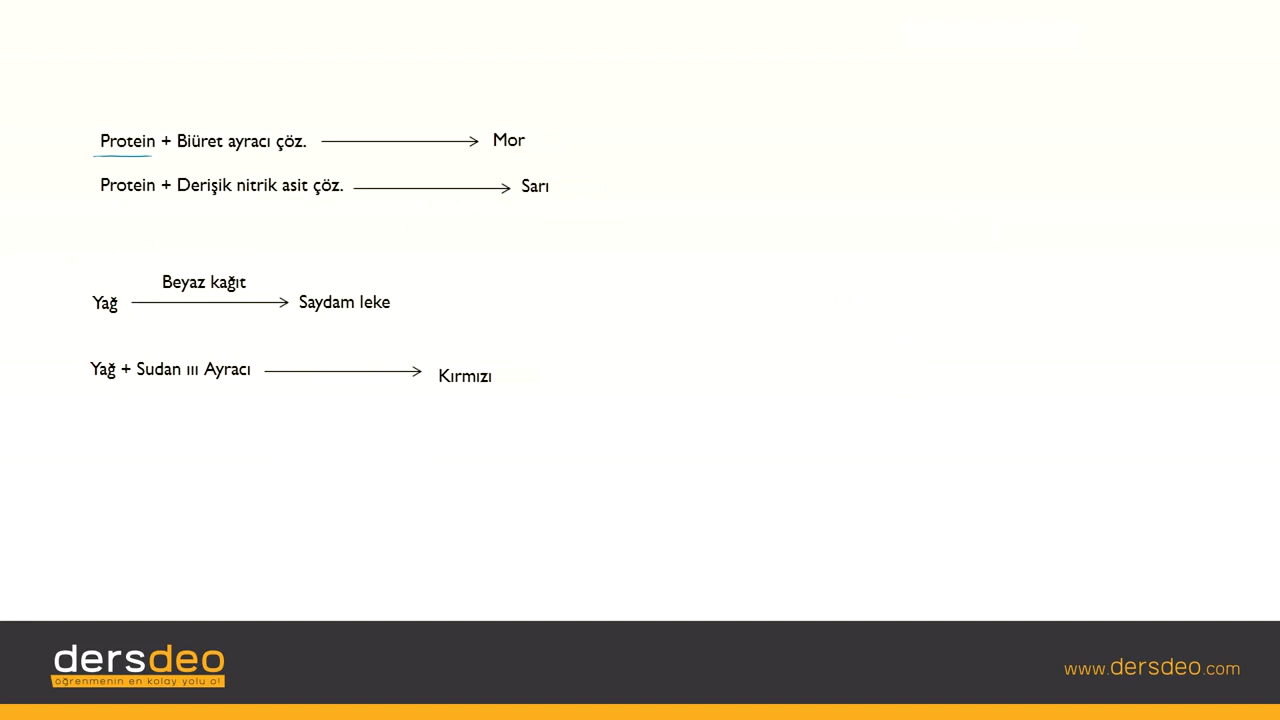 Protein + Biüret ayracı çöz. Mor
Protein + Derişik nitrik asit çöz. Sarı
Beyaz kağıt
Yağ Saydam leke
Yağ + Sudan ııı Ayracı Kırmızı
dersdeo
öğrenmenin en kolay yolu o!
www.dersdeo.com